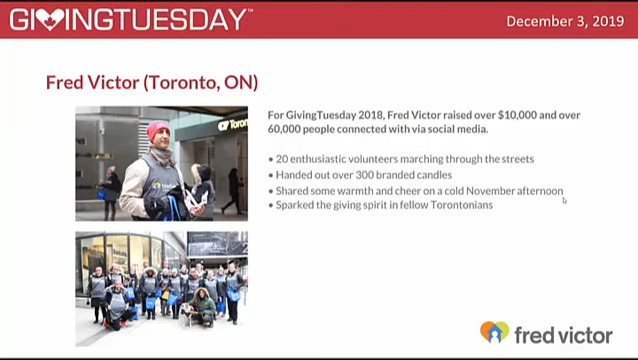 GIVINGTUESDAY™
December 3, 2019
Fred Victor (Toronto, ON)
For GivingTuesday 2018, Fred Victor raised over $10,000 and over
60,000 people connected with via social media.
• 20 enthusiastic volunteers marching through the streets
• Handed out over 300 branded candles
• Shared some warmth and cheer on a cold November afternoon
• Sparked the giving spirit in fellow Torontonians
fred victor